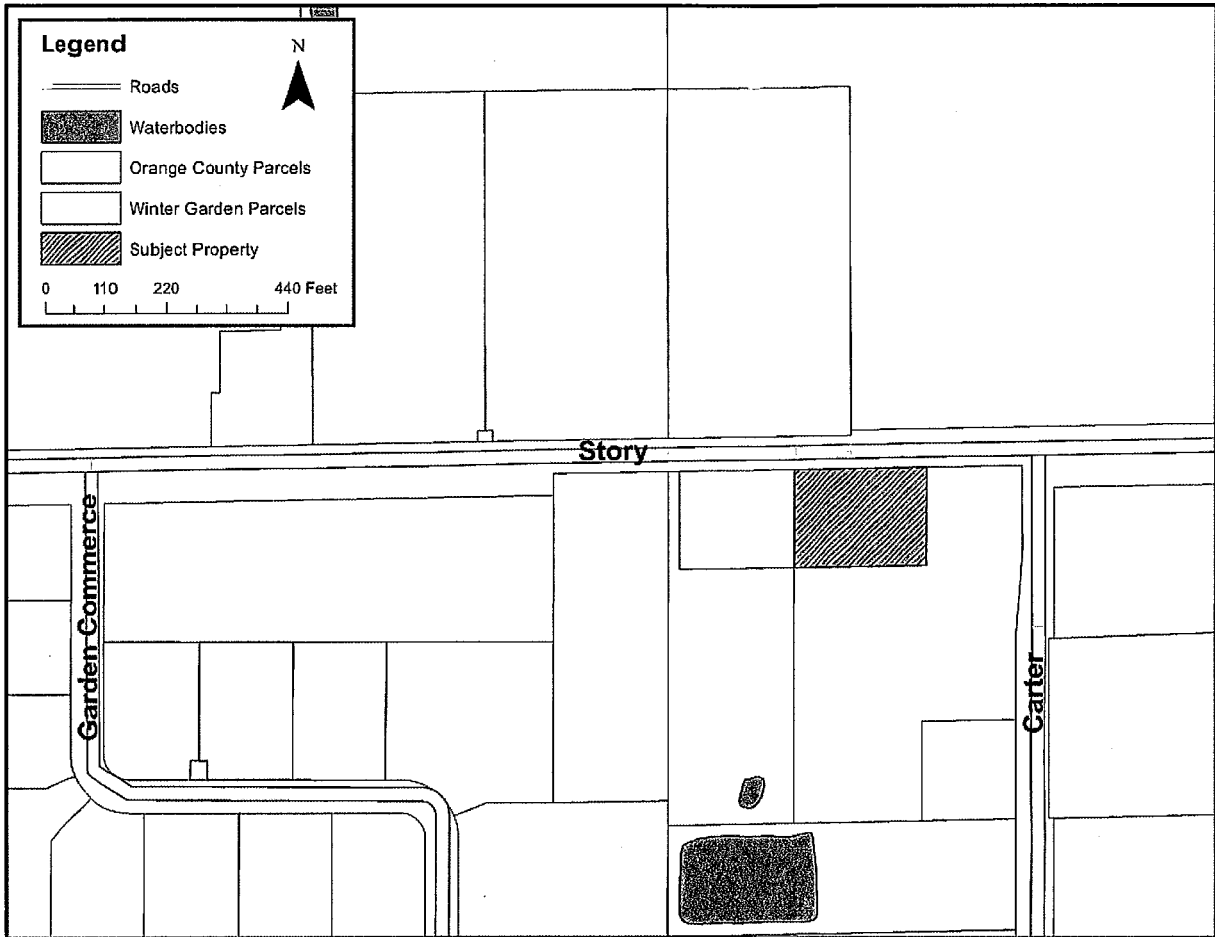 Legend
N
Roads
Waterbodies
Orange County Parcels
Winter Garden Parcels
Subject Property
0 110 220 440 Feet
Story
Garden Commerce
Carter